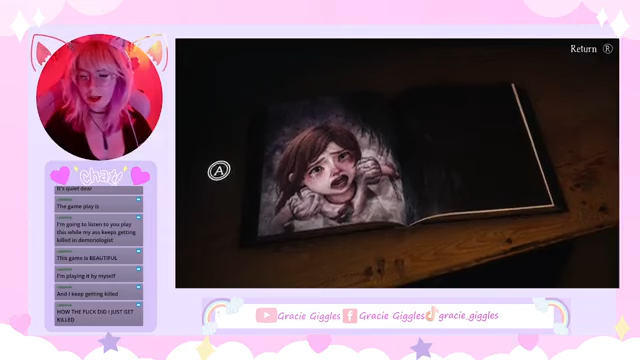 Return R
A
chat
It's quiet dear
The game play is
I'm going to listen to you play
this while my ass keeps getting
killed in demonologist
This game is BEAUTIFUL
I'm playing it by myself
And I keep getting killed
HOW THE FUCK DID I JUST GET
KILLED
Gracie Giggles Gracie Giggles gracie_giggles